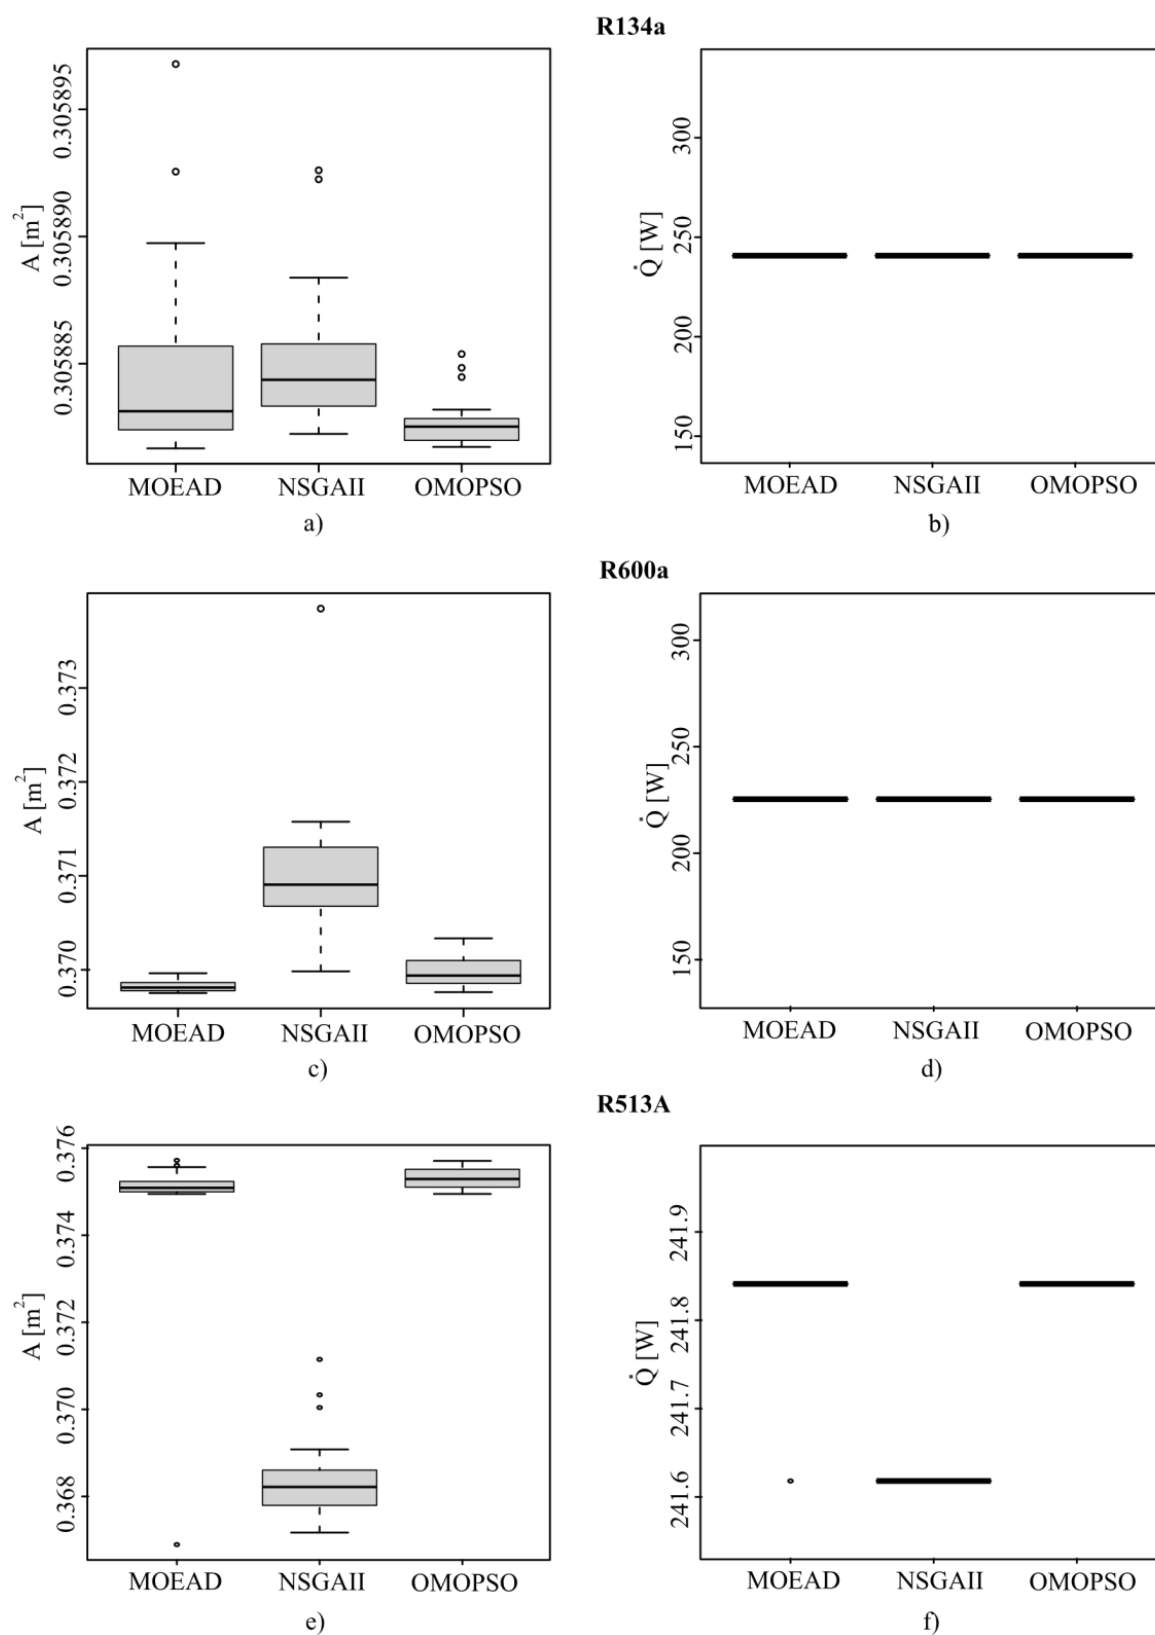 R134a
0.305895
0.305890
0.305885
A [m²]
MOEAD NSGAII OMOPSO
a)
300
250
200
150
Q̇ [W]
MOEAD NSGAII OMOPSO
b)
R600a
0.373
0.372
0.371
0.370
A [m²]
MOEAD NSGAII OMOPSO
c)
300
250
200
150
Q̇ [W]
MOEAD NSGAII OMOPSO
d)
R513A
0.376
0.374
0.372
0.370
0.368
A [m²]
MOEAD NSGAII OMOPSO
e)
241.9
241.8
241.7
241.6
Q̇ [W]
MOEAD NSGAII OMOPSO
f)